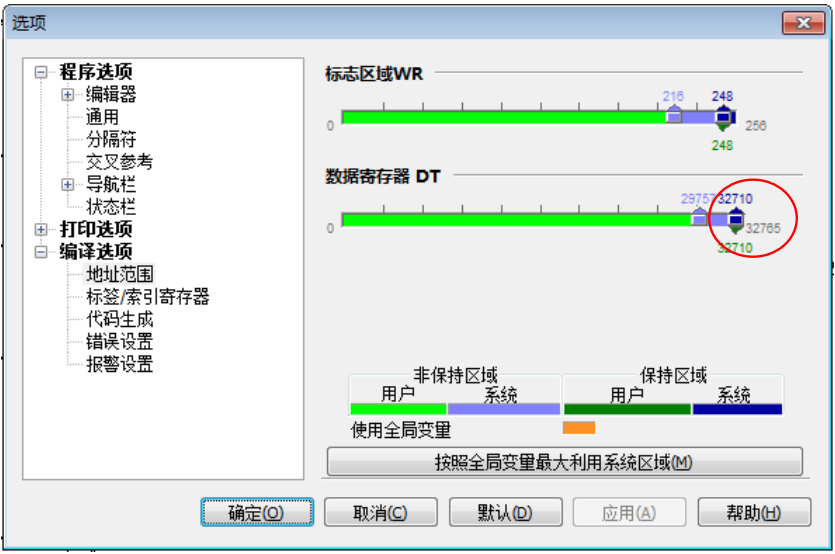 选项
程序选项
编辑器
通用
分隔符
交叉参考
导航栏
状态栏
打印选项
编译选项
地址范围
标签/索引寄存器
代码生成
错误设置
报警设置
标志区域WR
216 248
0 256
248
数据寄存器 DT
29757 32710
0 32765
32710
非保持区域 保持区域
用户 系统 用户 系统
使用全局变量
按照全局变量最大利用系统区域(M)
确定(O) 取消(C) 默认(D) 应用(A) 帮助(H)